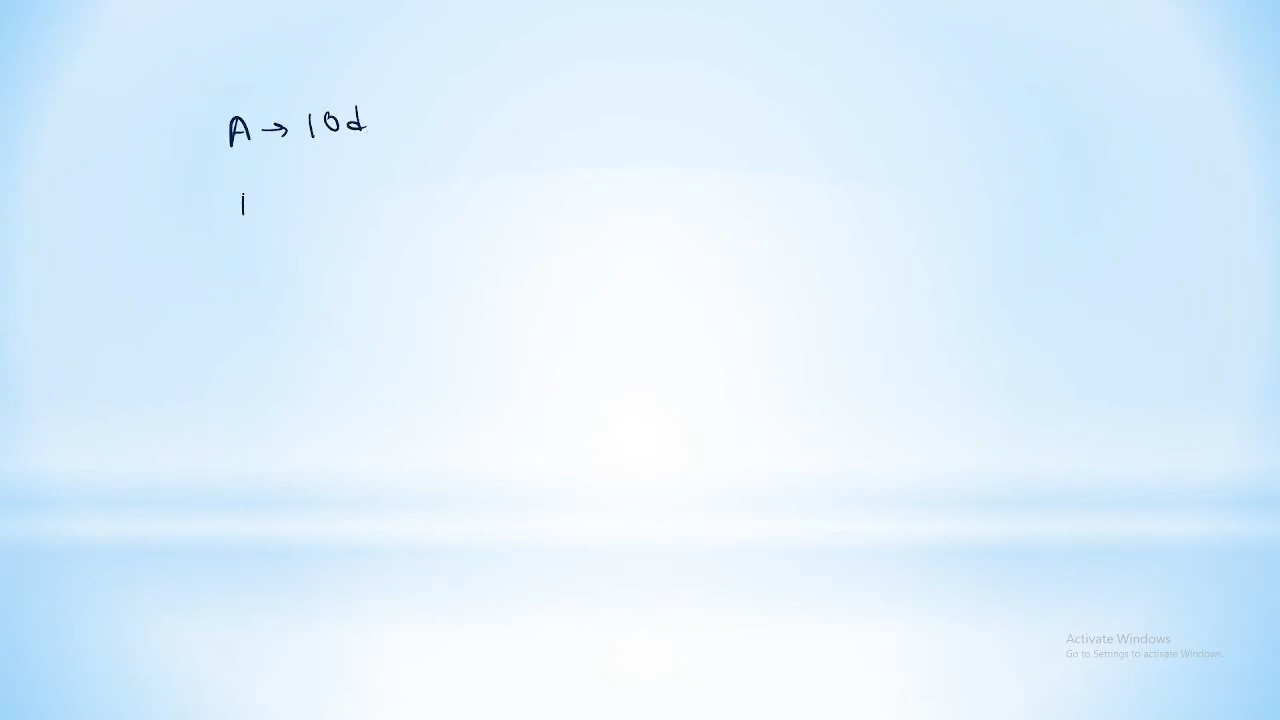 A → 10d
Activate Windows
Go to Settings to activate Windows.